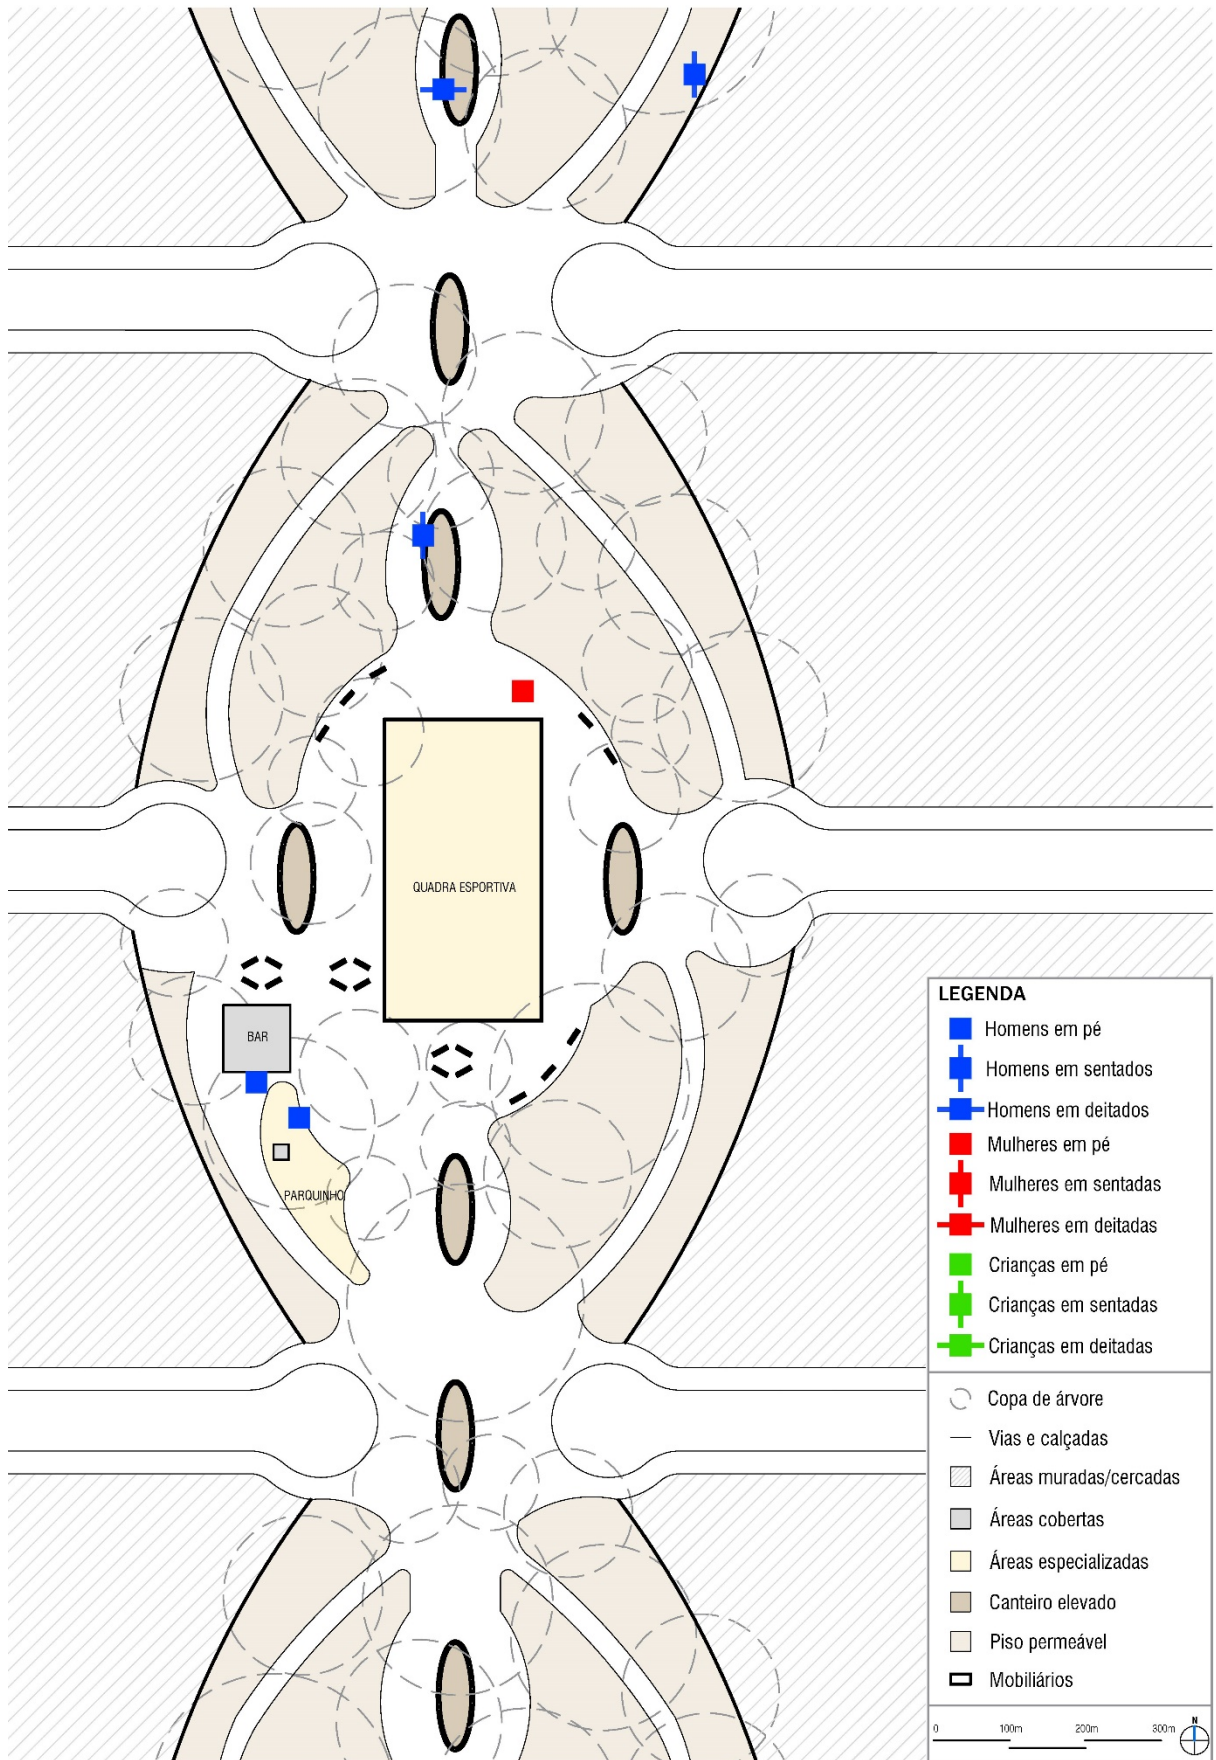 QUADRA ESPORTIVA
BAR
PARQUINHO
LEGENDA
Homens em pé
Homens em sentados
Homens em deitados
Mulheres em pé
Mulheres em sentadas
Mulheres em deitadas
Crianças em pé
Crianças em sentadas
Crianças em deitadas
Copa de árvore
Vias e calçadas
Áreas muradas/cercadas
Áreas cobertas
Áreas especializadas
Canteiro elevado
Piso permeável
Mobiliários
0 100m 200m 300m N